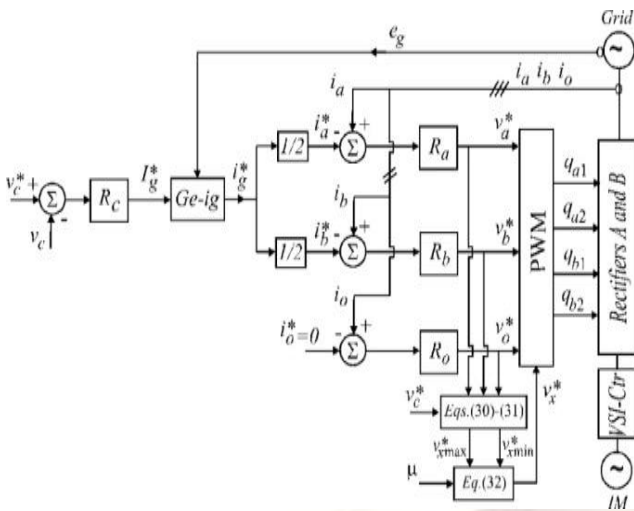 Grid
e_g
~
i_a i_b i_o
i_a
v_a^*
1/2
i_a^* - +
Σ
R_a
I_g^*
i_g^*
v_c^* +
Σ
-
v_c
R_c
Ge-ig
i_b
1/2
i_b^* - +
Σ
R_b
v_b^*
PWM
q_a1
q_a2
q_b1
q_b2
Rectifiers A and B
i_o
i_o^*=0
- +
Σ
R_o
v_o^*
v_c^*
Eqs.(30)-(31)
v_x^*
v_xmax^*
v_xmin^*
μ
Eq.(32)
VSI-Ctr
~
IM